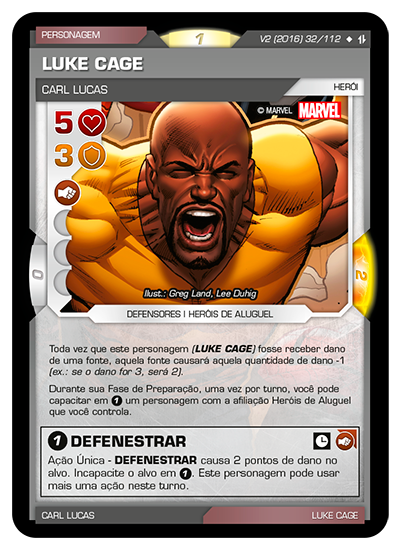 PERSONAGEM
1
V2 (2016) 32/112
LUKE CAGE
CARL LUCAS
HERÓI
5
© MARVEL MARVEL
3
0
2
Ilust.: Greg Land, Lee Duhig
DEFENSORES | HERÓIS DE ALUGUEL
Toda vez que este personagem (LUKE CAGE) fosse receber dano
de uma fonte, aquela fonte causará aquela quantidade de dano -1
(ex.: se o dano for 3, será 2).
Durante sua Fase de Preparação, uma vez por turno, você pode
capacitar em 1 um personagem com a afiliação Heróis de Aluguel
que você controla.
1 DEFENESTRAR
Ação Única - DEFENESTRAR causa 2 pontos de dano no
alvo. Incapacite o alvo em 1. Este personagem pode usar
mais uma ação neste turno.
CARL LUCAS
LUKE CAGE